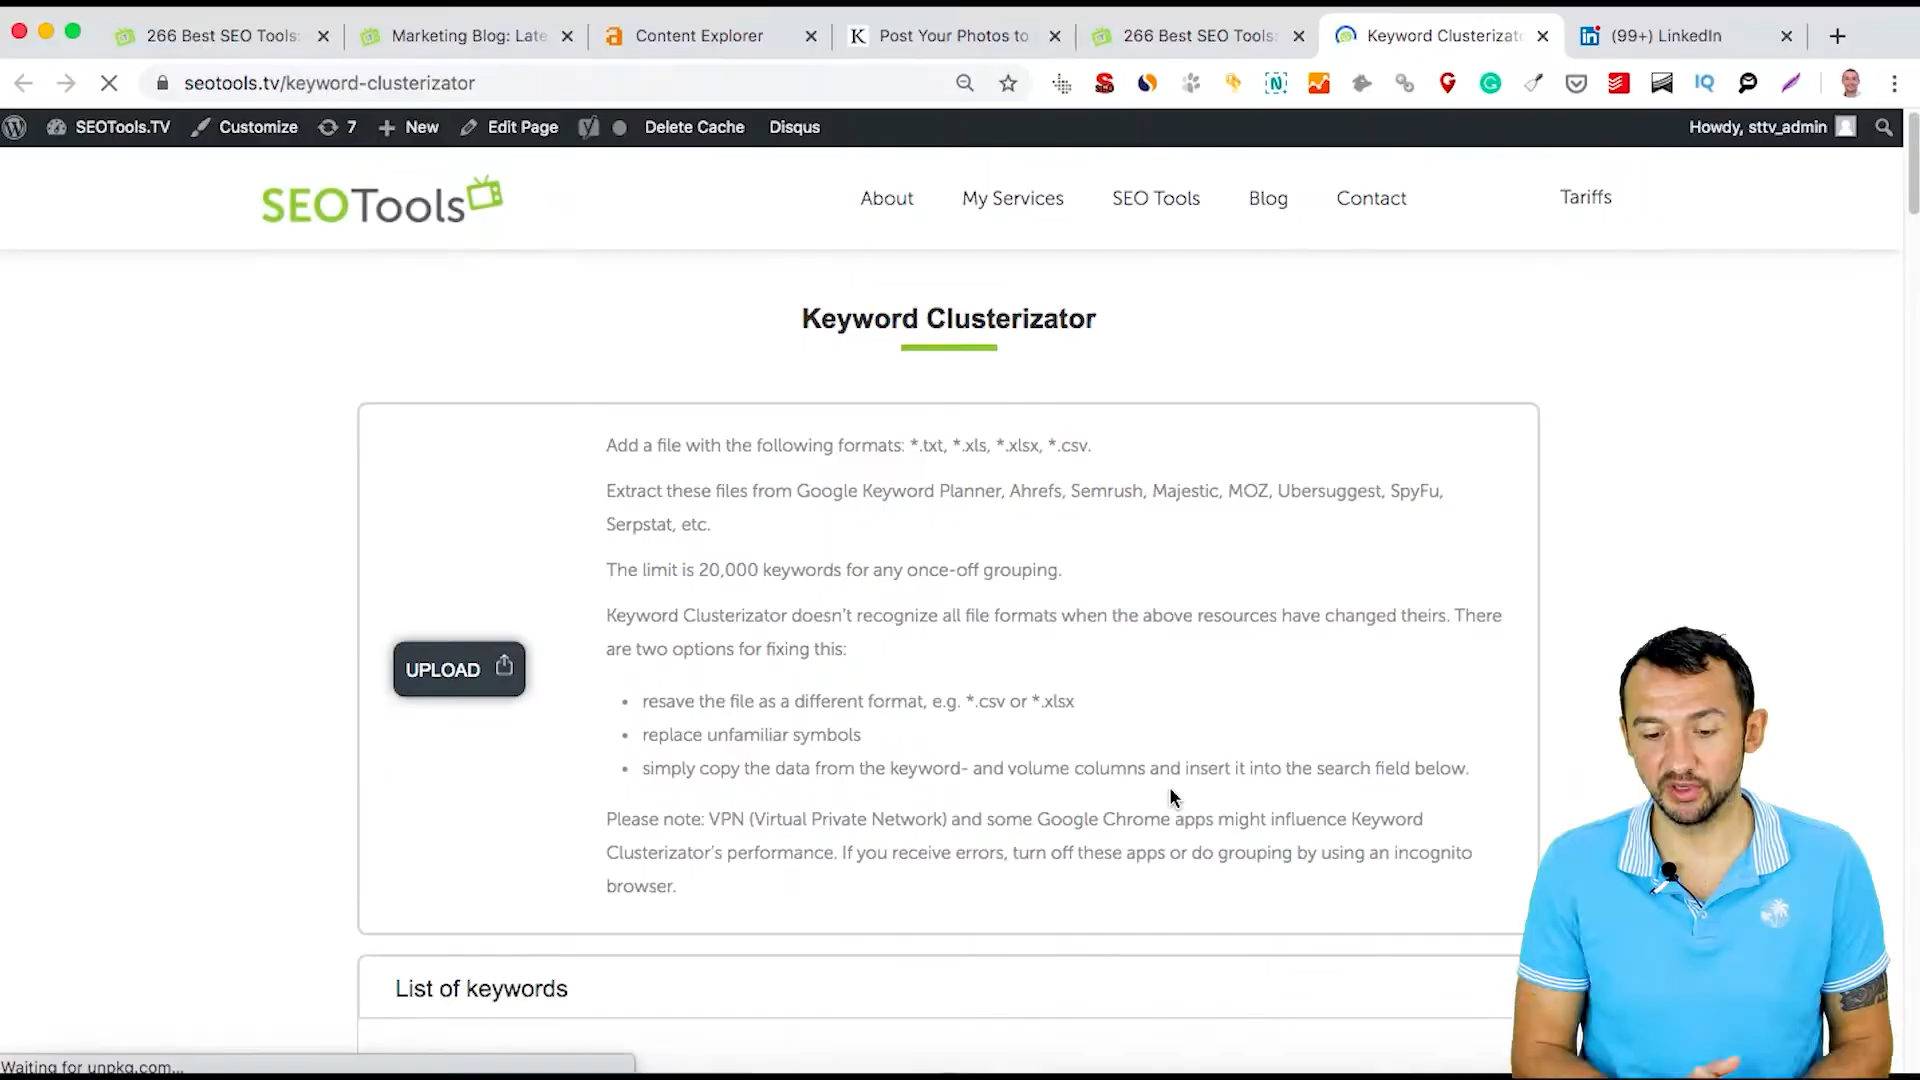 266 Best SEO Tools:
Marketing Blog: Late
Content Explorer
K
Post Your Photos to
266 Best SEO Tools:
Keyword Clusterizato
(99+) LinkedIn
seotools.tv/keyword-clusterizator
SEOTools.TV
Customize
7
New
Edit Page
Delete Cache
Disqus
Howdy, sttv_admin
SEOTools
About
My Services
SEO Tools
Blog
Contact
Tariffs
Keyword Clusterizator
Add a file with the following formats: *.txt, *.xls, *.xlsx, *.csv.
Extract these files from Google Keyword Planner, Ahrefs, Semrush, Majestic, MOZ, Ubersuggest, SpyFu,
Serpstat, etc.
The limit is 20,000 keywords for any once-off grouping.
Keyword Clusterizator doesn't recognize all file formats when the above resources have changed theirs. There
are two options for fixing this:
UPLOAD
• resave the file as a different format, e.g. *.csv or *.xlsx
• replace unfamiliar symbols
• simply copy the data from the keyword- and volume columns and insert it into the search field below.
Please note: VPN (Virtual Private Network) and some Google Chrome apps might influence Keyword
Clusterizator's performance. If you receive errors, turn off these apps or do grouping by using an incognito
browser.
List of keywords
Waiting for unpkg.com...